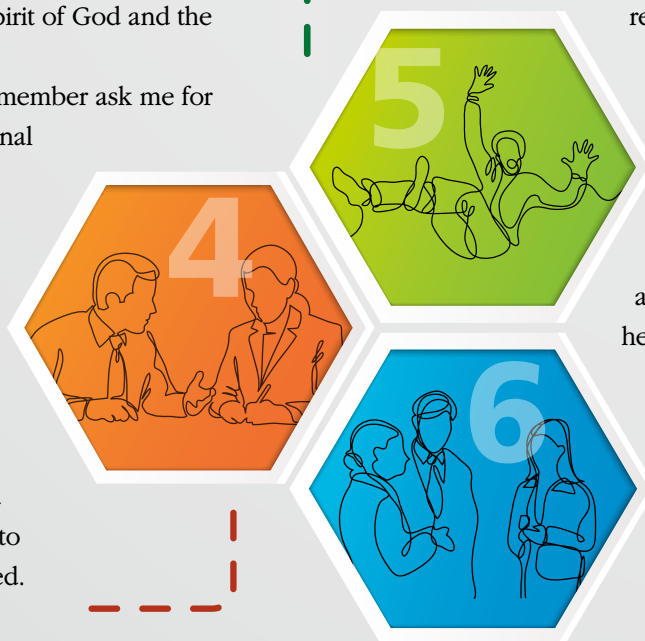 pirit of God and the
member ask me for
nal
4
to
ed.
5
6
re
a
he